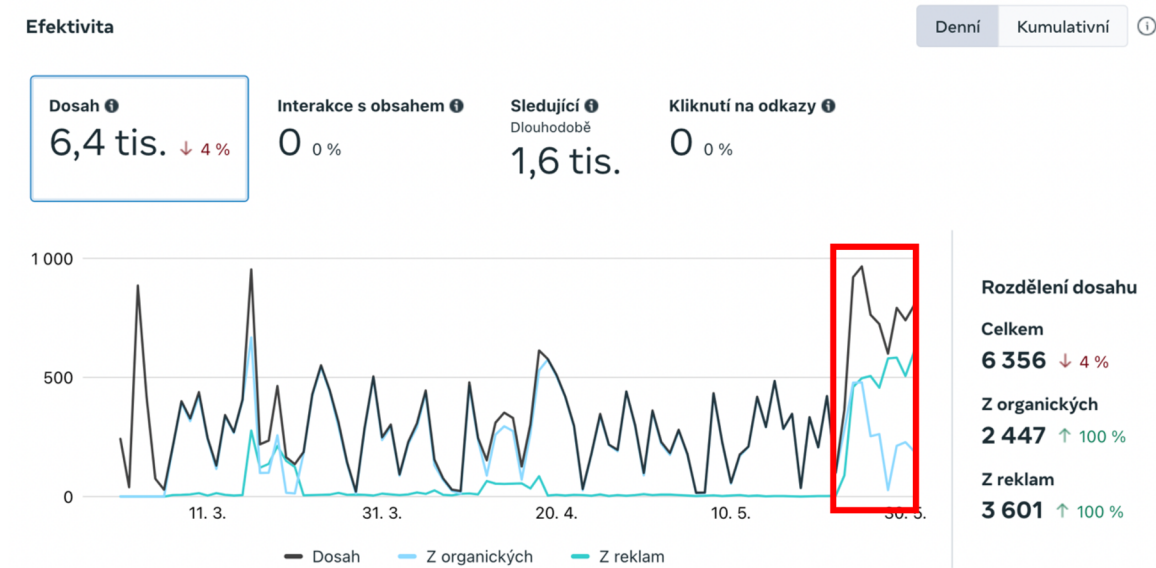 Efektivita
Denní
Kumulativní
Dosah
6,4 tis. ↓ 4 %
Interakce s obsahem
0 0 %
Sledující
Dlouhodobě
1,6 tis.
Kliknutí na odkazy
0 0 %
1 000
500
0
11. 3.
31. 3.
20. 4.
10. 5.
30. 5.
Dosah
Z organických
Z reklam
Rozdělení dosahu
Celkem
6 356 ↓ 4 %
Z organických
2 447 ↑ 100 %
Z reklam
3 601 ↑ 100 %